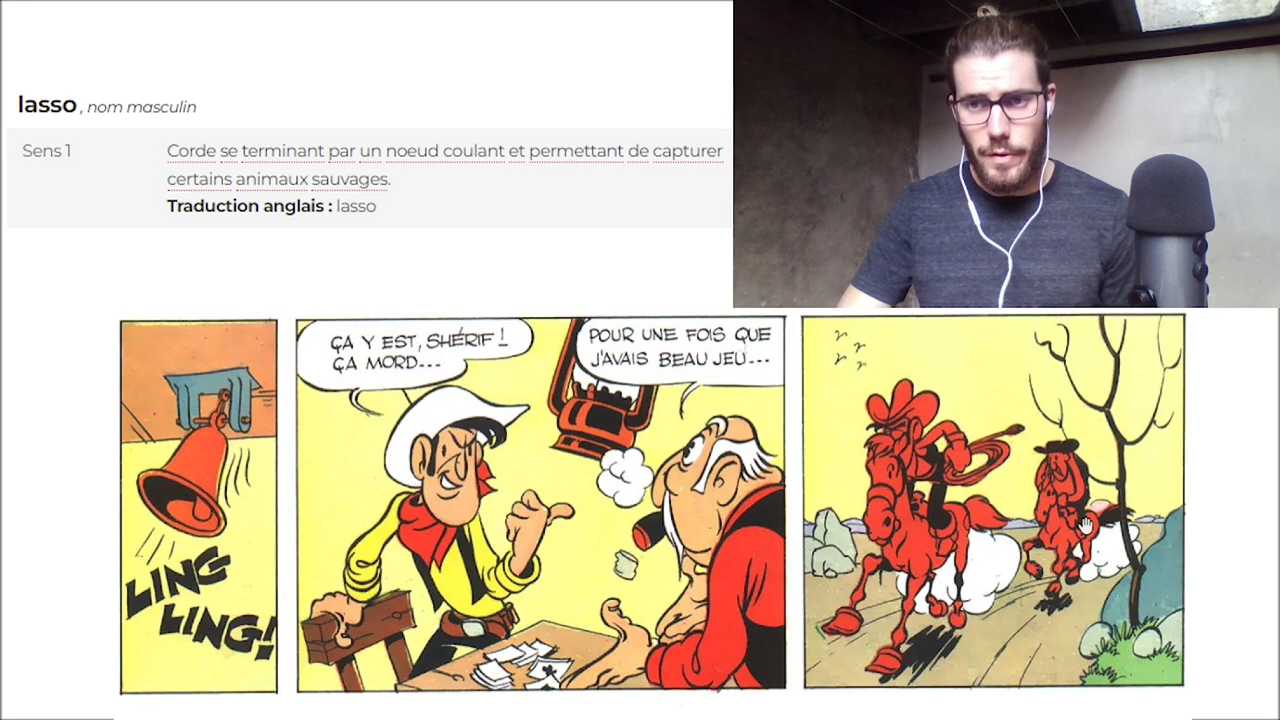 lasso, nom masculin
Sens 1
Corde se terminant par un noeud coulant et permettant de capturer
certains animaux sauvages.
Traduction anglais : lasso
LING
LING!
ÇA Y EST, SHÉRIF !
ÇA MORD...
POUR UNE FOIS QUE
J'AVAIS BEAU JEU...